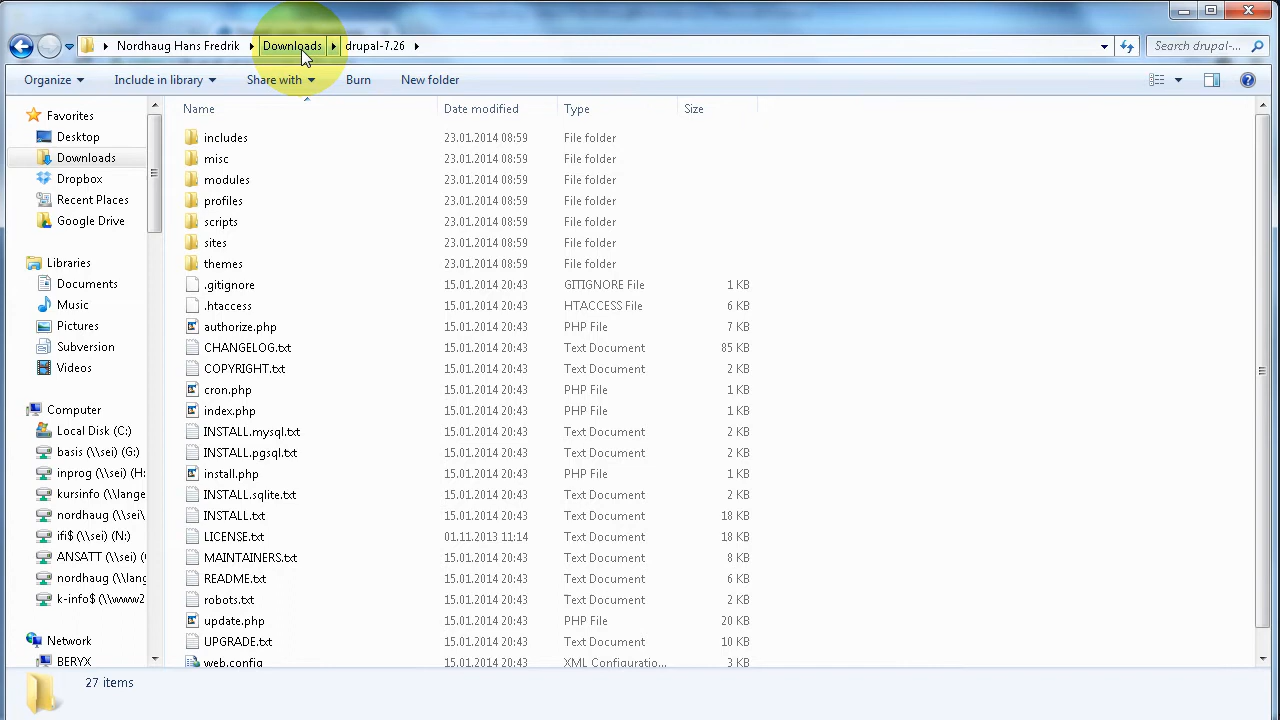 Nordhaug Hans Fredrik Downloads drupal-7.26 Search drupal-...
Organize Include in library Share with Burn New folder
Name Date modified Type Size
Favorites
Desktop
Downloads
Dropbox
Recent Places
Google Drive
Libraries
Documents
Music
Pictures
Subversion
Videos
Computer
Local Disk (C:)
basis (\\sei) (G:)
inprog (\\sei) (H:
kursinfo (\\lange
nordhaug (\\sei\
ifi$ (\\sei) (N:)
ANSATT (\\sei) (
nordhaug (\\sei\
k-info$ (\\www2
Network
BERYX
includes 23.01.2014 08:59 File folder
misc 23.01.2014 08:59 File folder
modules 23.01.2014 08:59 File folder
profiles 23.01.2014 08:59 File folder
scripts 23.01.2014 08:59 File folder
sites 23.01.2014 08:59 File folder
themes 23.01.2014 08:59 File folder
.gitignore 15.01.2014 20:43 GITIGNORE File 1 KB
.htaccess 15.01.2014 20:43 HTACCESS File 6 KB
authorize.php 15.01.2014 20:43 PHP File 7 KB
CHANGELOG.txt 15.01.2014 20:43 Text Document 85 KB
COPYRIGHT.txt 15.01.2014 20:43 Text Document 2 KB
cron.php 15.01.2014 20:43 PHP File 1 KB
index.php 15.01.2014 20:43 PHP File 1 KB
INSTALL.mysql.txt 15.01.2014 20:43 Text Document 2 KB
INSTALL.pgsql.txt 15.01.2014 20:43 Text Document 2 KB
install.php 15.01.2014 20:43 PHP File 1 KB
INSTALL.sqlite.txt 15.01.2014 20:43 Text Document 2 KB
INSTALL.txt 15.01.2014 20:43 Text Document 18 KB
LICENSE.txt 01.11.2013 11:14 Text Document 18 KB
MAINTAINERS.txt 15.01.2014 20:43 Text Document 8 KB
README.txt 15.01.2014 20:43 Text Document 6 KB
robots.txt 15.01.2014 20:43 Text Document 2 KB
update.php 15.01.2014 20:43 PHP File 20 KB
UPGRADE.txt 15.01.2014 20:43 Text Document 10 KB
web.config 15.01.2014 20:43 XML Configuratio... 3 KB
27 items